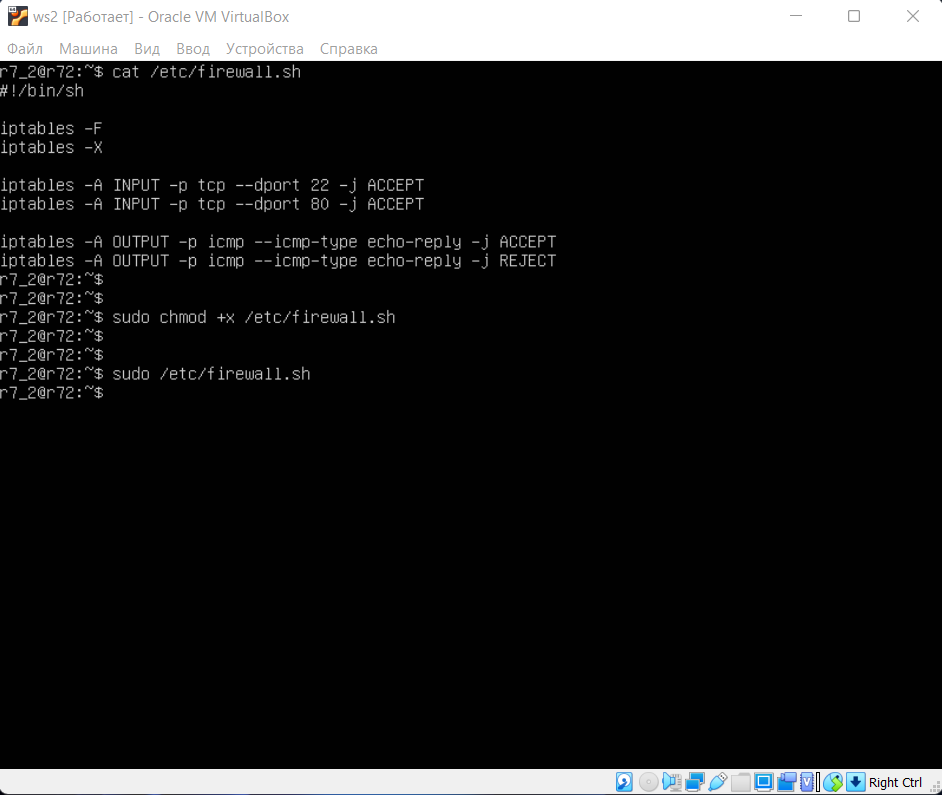 ws2 [Работает] - Oracle VM VirtualBox
Файл Машина Вид Ввод Устройства Справка
r7_2@r72:~$ cat /etc/firewall.sh
#!/bin/sh
iptables -F
iptables -X
iptables -A INPUT -p tcp --dport 22 -j ACCEPT
iptables -A INPUT -p tcp --dport 80 -j ACCEPT
iptables -A OUTPUT -p icmp --icmp-type echo-reply -j ACCEPT
iptables -A OUTPUT -p icmp --icmp-type echo-reply -j REJECT
r7_2@r72:~$
r7_2@r72:~$
r7_2@r72:~$ sudo chmod +x /etc/firewall.sh
r7_2@r72:~$
r7_2@r72:~$
r7_2@r72:~$ sudo /etc/firewall.sh
r7_2@r72:~$
Right Ctrl